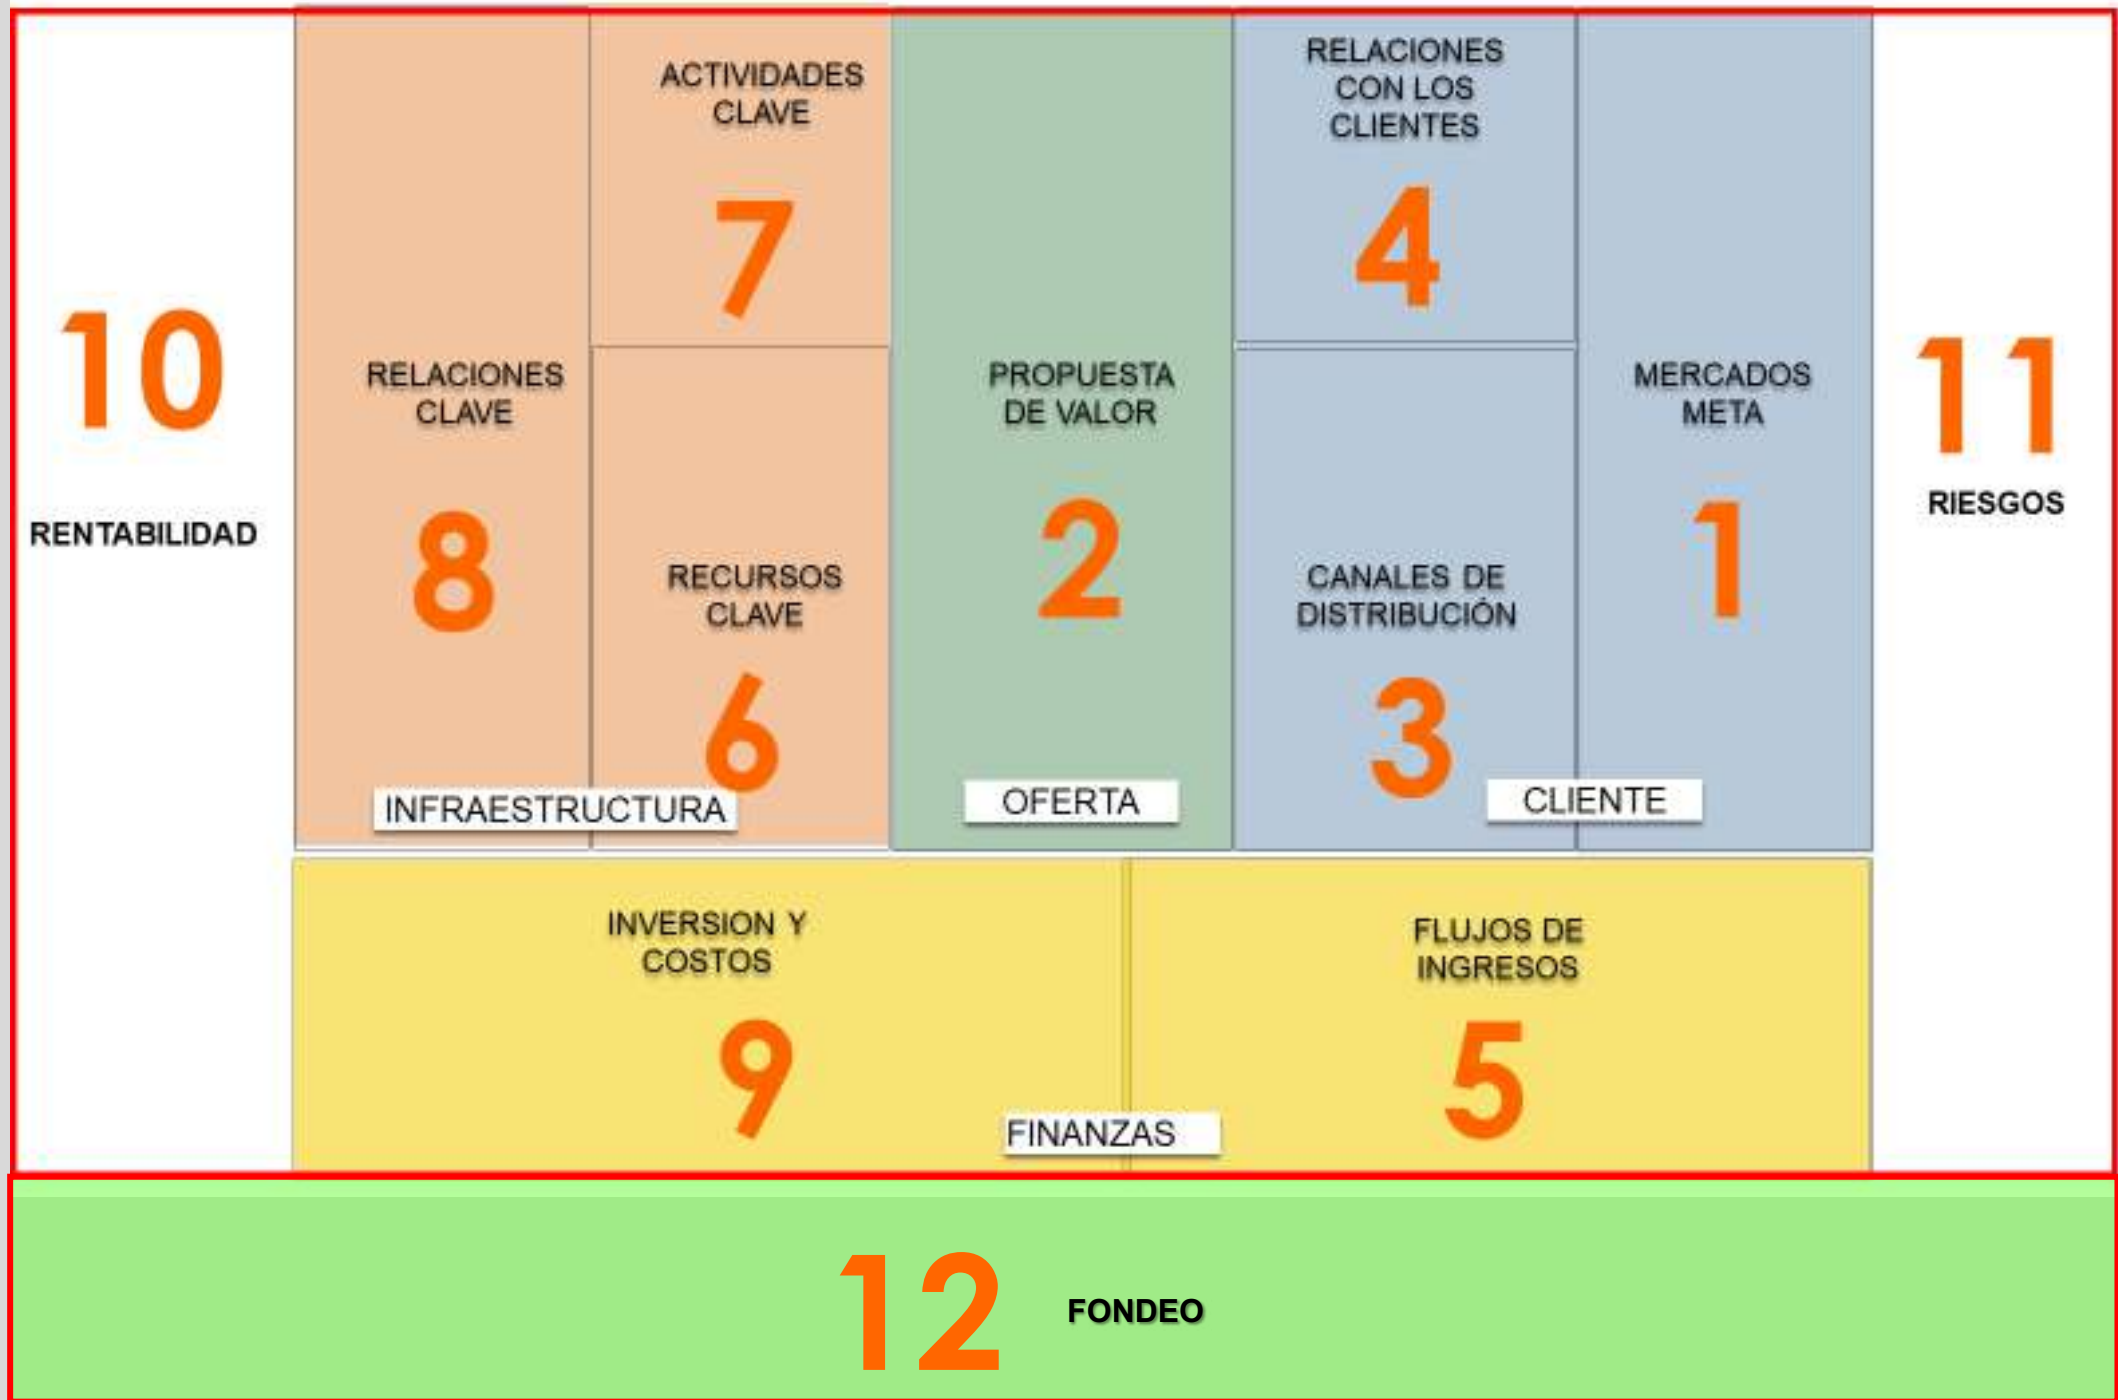 10
RENTABILIDAD
RELACIONES
CLAVE
8
ACTIVIDADES
CLAVE
7
RECURSOS
CLAVE
6
INFRAESTRUCTURA
PROPUESTA
DE VALOR
2
OFERTA
RELACIONES
CON LOS
CLIENTES
4
CANALES DE
DISTRIBUCIÓN
3
MERCADOS
META
1
CLIENTE
11
RIESGOS
INVERSION Y
COSTOS
9
FLUJOS DE
INGRESOS
5
FINANZAS
12 FONDEO